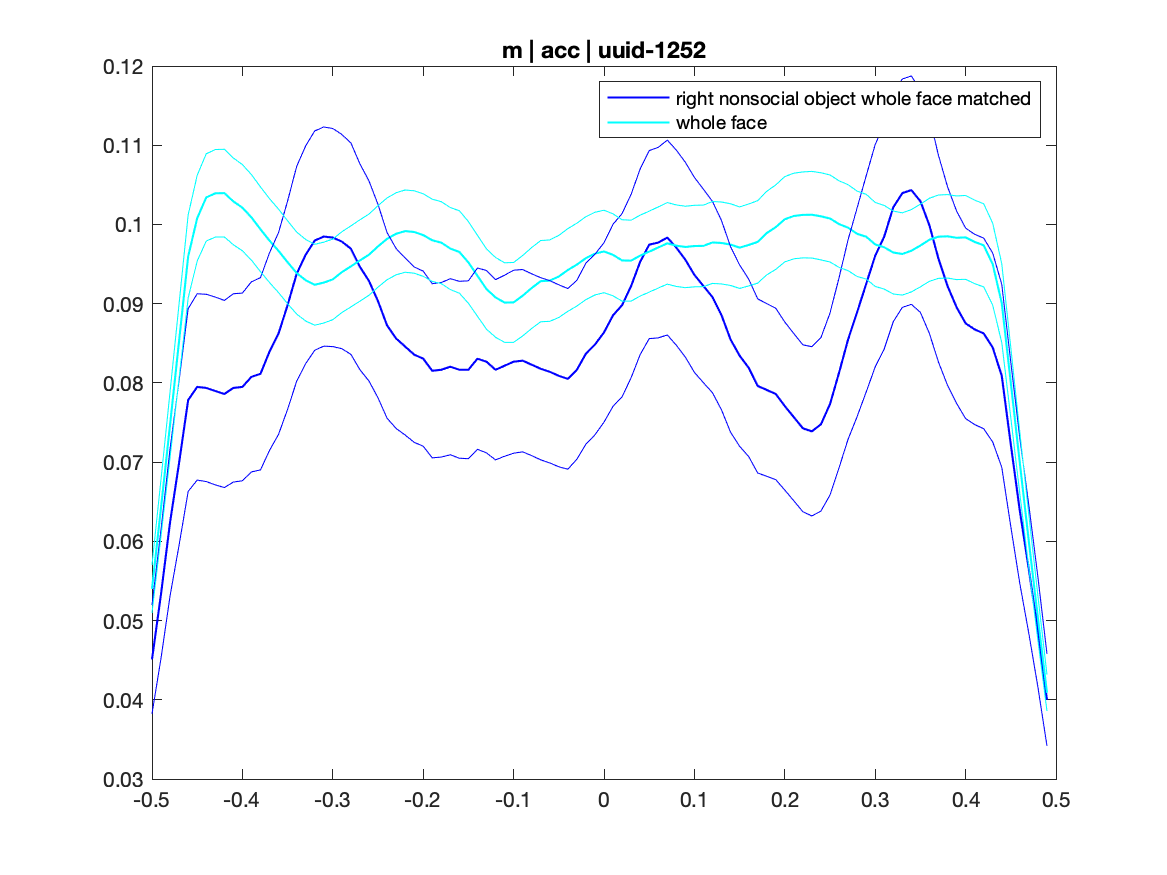 m | acc | uuid-1252
right nonsocial object whole face matched
whole face
0.12
0.11
0.1
0.09
0.08
0.07
0.06
0.05
0.04
0.03
-0.5 -0.4 -0.3 -0.2 -0.1 0 0.1 0.2 0.3 0.4 0.5